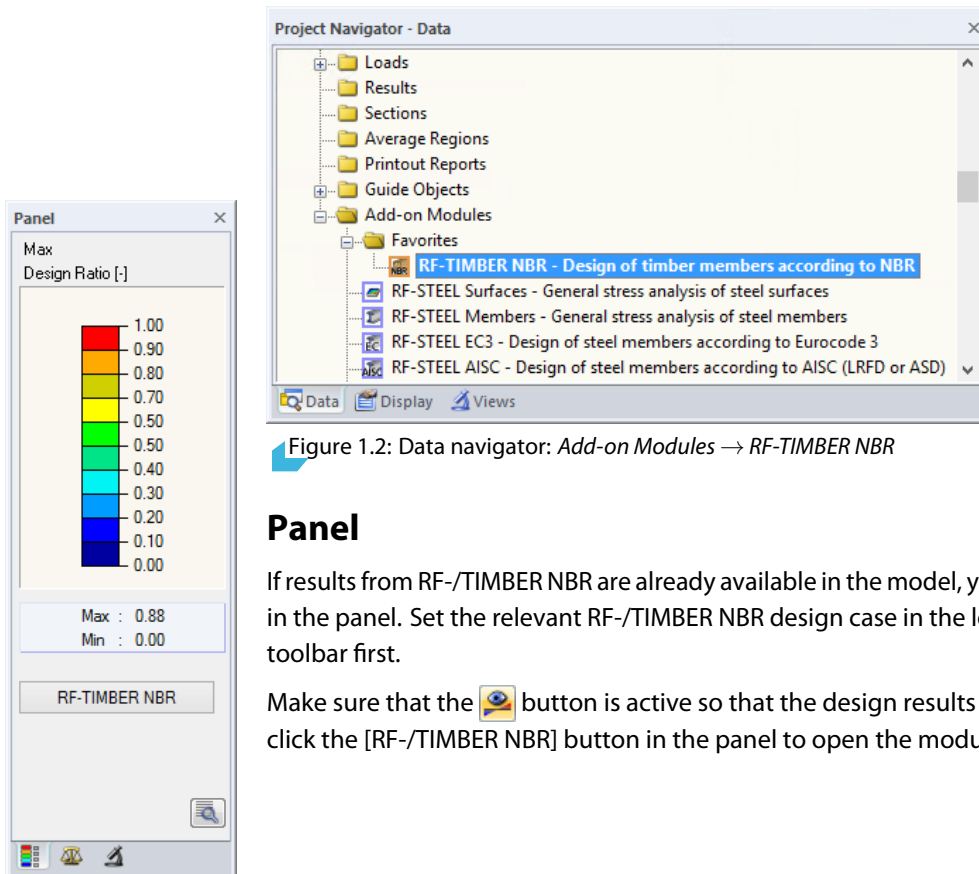 Project Navigator - Data
Loads
Results
Sections
Average Regions
Printout Reports
Guide Objects
Add-on Modules
Favorites
NBR RF-TIMBER NBR - Design of timber members according to NBR
RF-STEEL Surfaces - General stress analysis of steel surfaces
RF-STEEL Members - General stress analysis of steel members
EC RF-STEEL EC3 - Design of steel members according to Eurocode 3
AISC RF-STEEL AISC - Design of steel members according to AISC (LRFD or ASD)
Data Display Views
Figure 1.2: Data navigator: Add-on Modules → RF-TIMBER NBR
Panel
Max
Design Ratio [-]
1.00
0.90
0.80
0.70
0.50
0.50
0.40
0.30
0.20
0.10
0.00
Max : 0.88
Min : 0.00
RF-TIMBER NBR
Panel
If results from RF-/TIMBER NBR are already available in the model, y
in the panel. Set the relevant RF-/TIMBER NBR design case in the l
toolbar first.
Make sure that the button is active so that the design results
click the [RF-/TIMBER NBR] button in the panel to open the modu